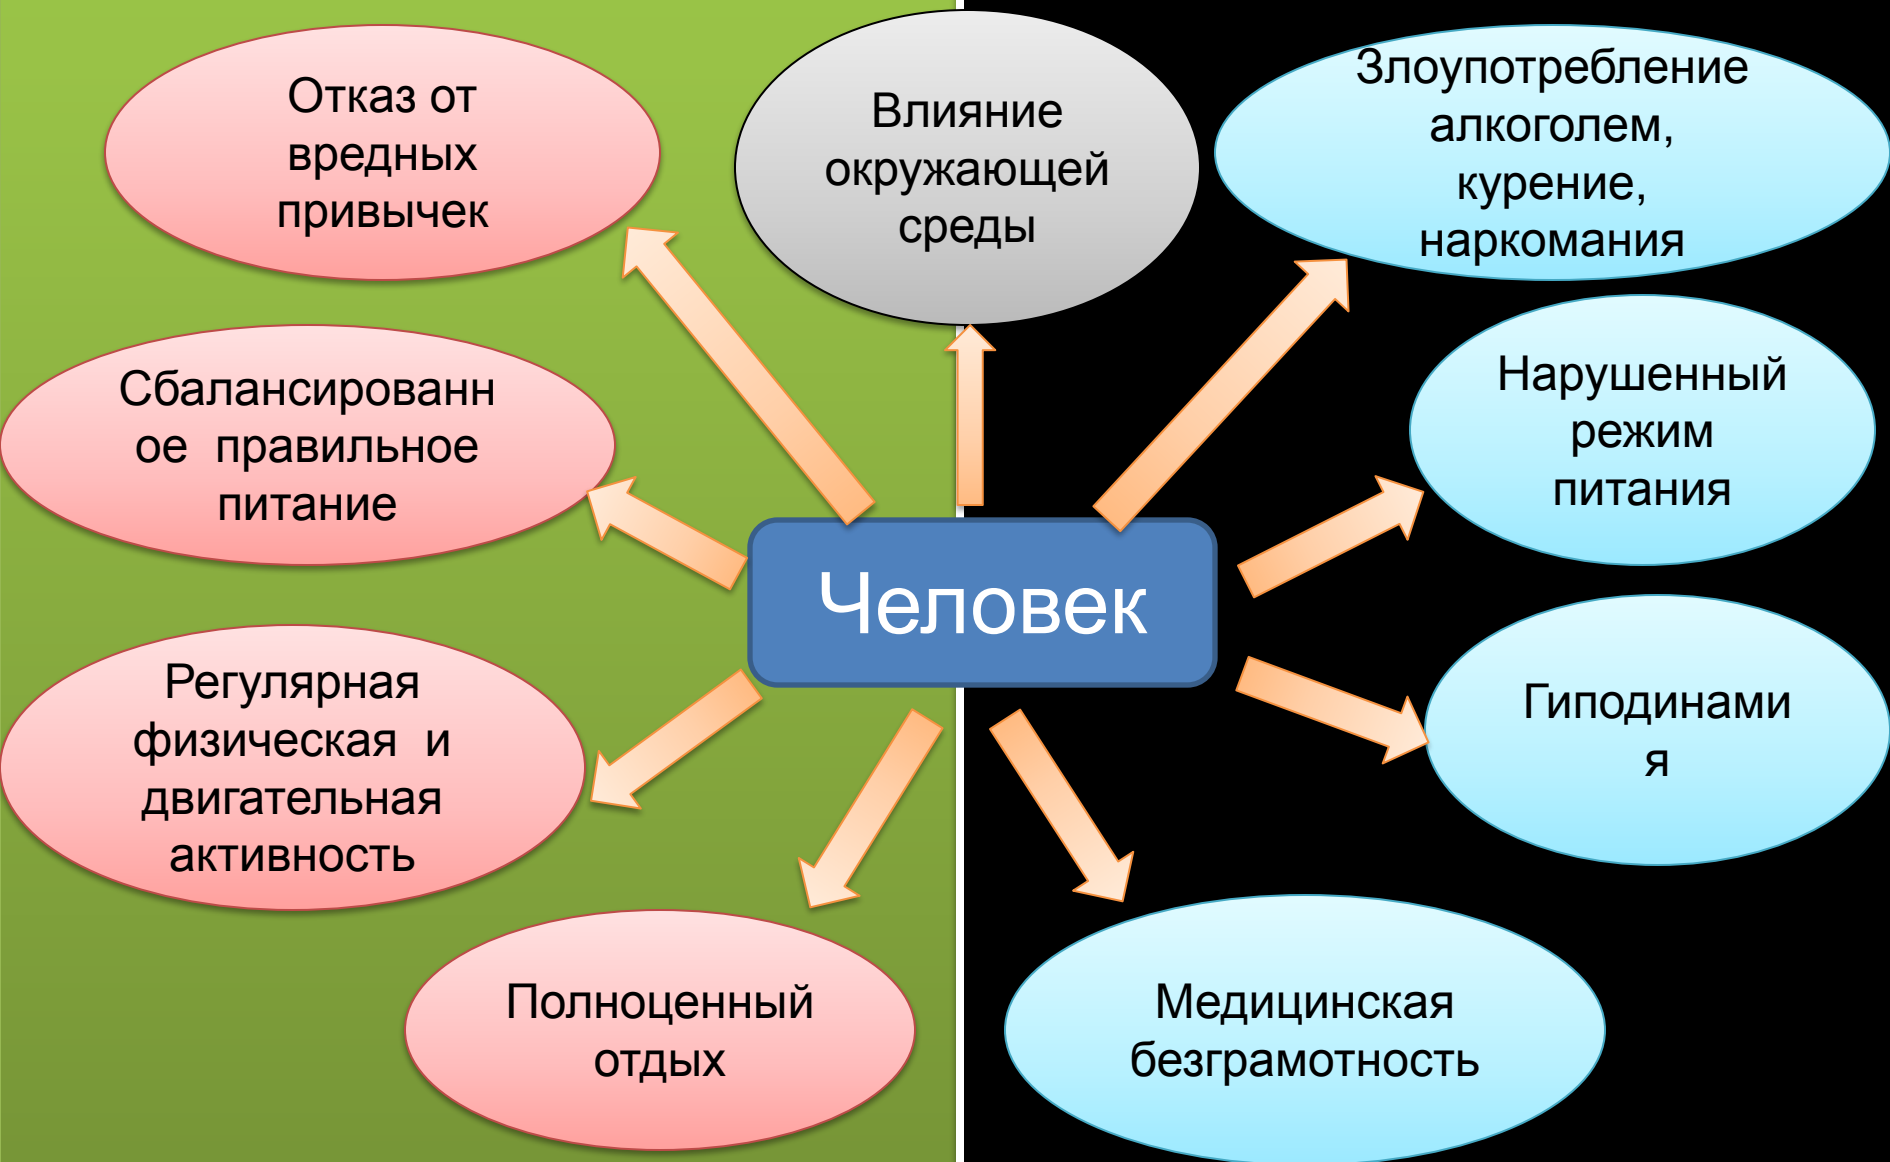 Отказ от
вредных
привычек
Влияние
окружающей
среды
Злоупотребление
алкоголем,
курение,
наркомания
Сбалансированн
ое правильное
питание
Нарушенный
режим
питания
Человек
Регулярная
физическая и
двигательная
активность
Гиподинами
я
Полноценный
отдых
Медицинская
безграмотность